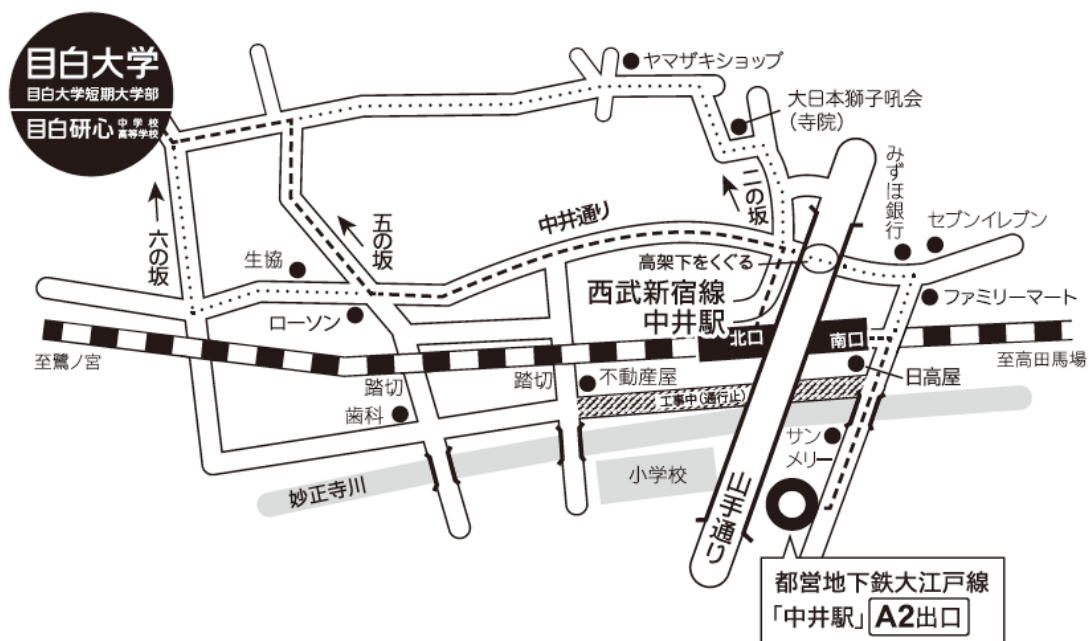 目白大学
目白大学短期大学部
目白研心 中学校
高等学校
ヤマザキショップ
大日本獅子吼会
(寺院)
みずほ銀行
セブンイレブン
二の坂
中井通り
五の坂
六の坂
生協
ローソン
高架下をくぐる
西武新宿線
中井駅
北口
南口
ファミリーマート
至鷺ノ宮
至高田馬場
踏切
踏切
不動産屋
日高屋
工事中(通行止)
歯科
サン
メリー
小学校
妙正寺川
山手通り
都営地下鉄大江戸線
「中井駅」A2出口